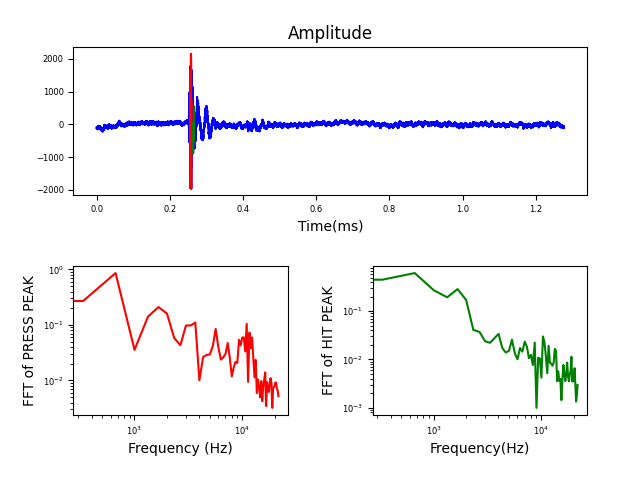 Amplitude
2000
1000
0
−1000
−2000
0.0 0.2 0.4 0.6 0.8 1.0 1.2
Time(ms)
FFT of PRESS PEAK
10⁰
10⁻¹
10⁻²
10³ 10⁴
Frequency (Hz)
FFT of HIT PEAK
10⁻¹
10⁻²
10⁻³
10³ 10⁴
Frequency(Hz)